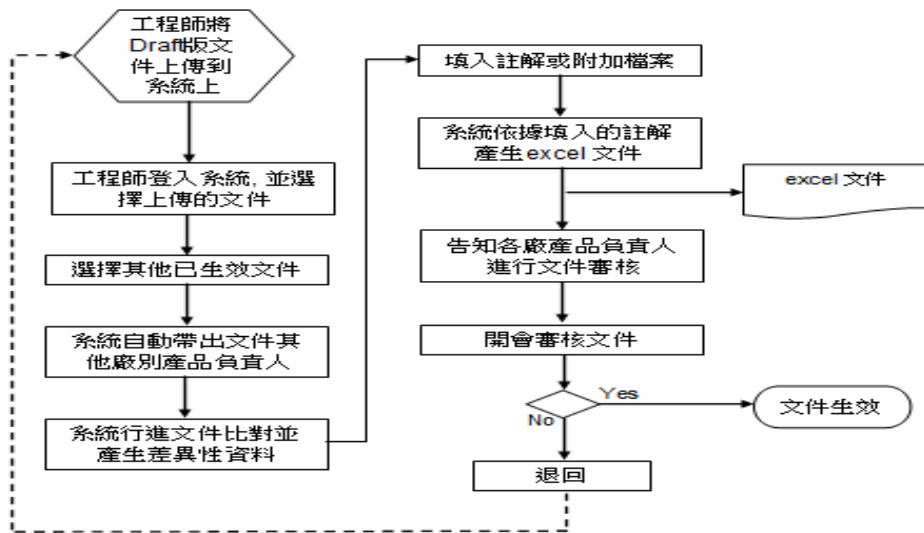 工程師將
Draft版文
件上傳到
系統上
工程師登入系統, 並選
擇上傳的文件
選擇其他已生效文件
系統自動帶出文件其
他廠別產品負責人
系統行進文件比對並
產生差異性資料
填入註解或附加檔案
系統依據填入的註解
產生excel 文件
excel 文件
告知各廠產品負責人
進行文件審核
開會審核文件
Yes
No
文件生效
退回